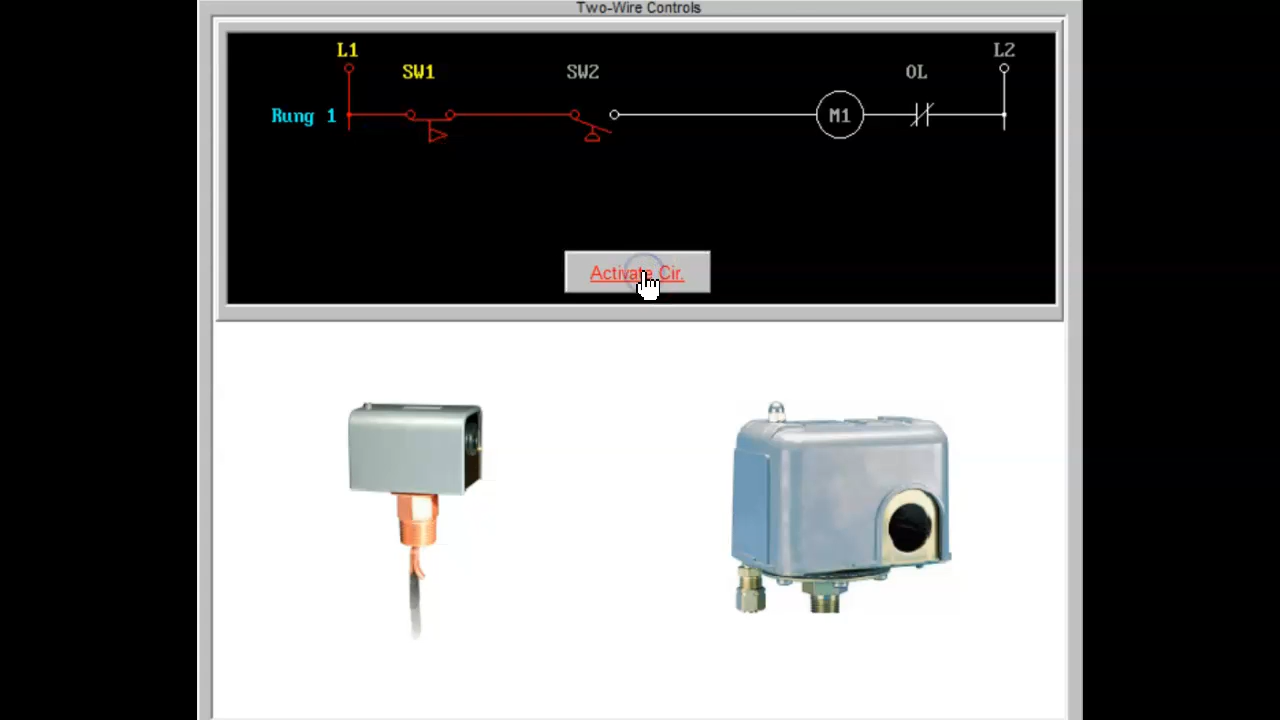 Two-Wire Controls
L1
L2
SW1
SW2
OL
Rung 1
M1
Activate Cir.